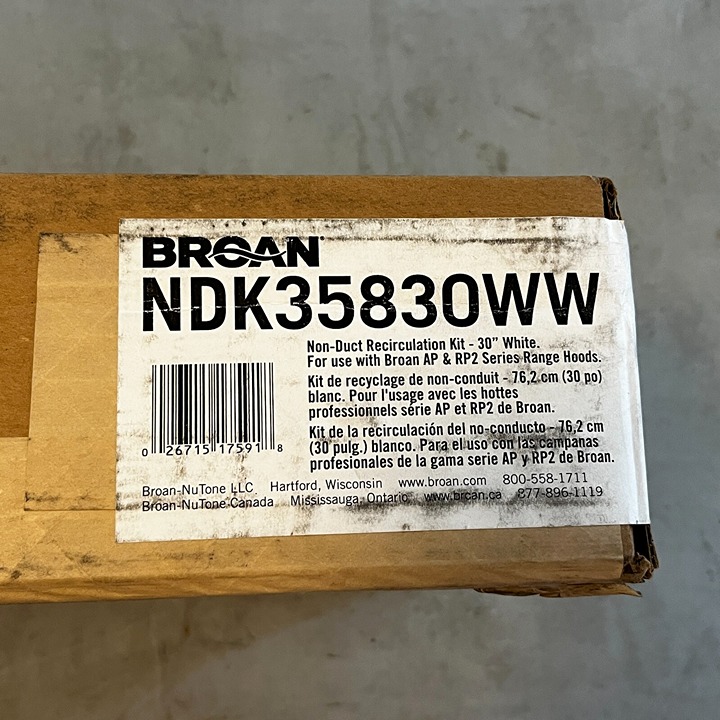 BROAN
NDK35830WW
Non-Duct Recirculation Kit - 30" White.
For use with Broan AP & RP2 Series Range Hoods.
Kit de recyclage de non-conduit - 76,2 cm (30 po)
blanc. Pour l'usage avec les hottes
professionnels série AP et RP2 de Broan.
Kit de la recirculación del no-conducto - 76,2 cm
(30 pulg.) blanco. Para el uso con las campanas
profesionales de la gama serie AP y RP2 de Broan.
0 26715 17591 8
Broan-NuTone LLC Hartford, Wisconsin www.broan.com 800-558-1711
Broan-NuTone Canada Mississauga, Ontario www.broan.ca 877-896-1119